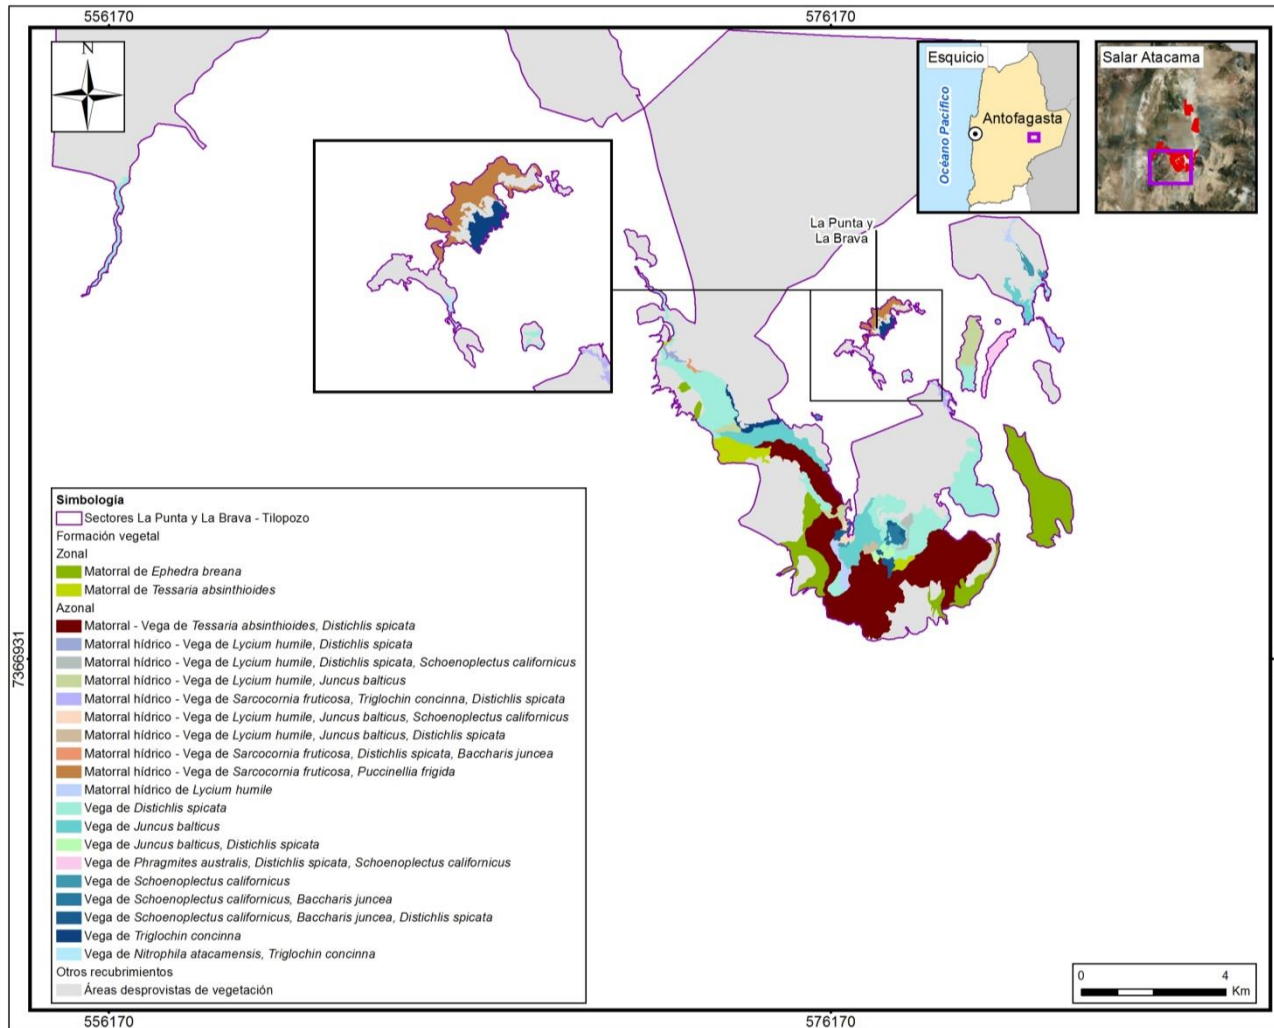 556170
576170
N
Esquicio
Océano Pacífico
Antofagasta
Salar Atacama
La Punta y
La Brava
7366931
Simbología
Sectores La Punta y La Brava - Tilopozo
Formación vegetal
Zonal
Matorral de Ephedra breana
Matorral de Tessaria absinthioides
Azonal
Matorral - Vega de Tessaria absinthioides, Distichlis spicata
Matorral hídrico - Vega de Lycium humile, Distichlis spicata
Matorral hídrico - Vega de Lycium humile, Distichlis spicata, Schoenoplectus californicus
Matorral hídrico - Vega de Lycium humile, Juncus balticus
Matorral hídrico - Vega de Sarcocornia fruticosa, Triglochin concinna, Distichlis spicata
Matorral hídrico - Vega de Lycium humile, Juncus balticus, Schoenoplectus californicus
Matorral hídrico - Vega de Lycium humile, Juncus balticus, Distichlis spicata
Matorral hídrico - Vega de Sarcocornia fruticosa, Distichlis spicata, Baccharis juncea
Matorral hídrico - Vega de Sarcocornia fruticosa, Puccinellia frigida
Matorral hídrico de Lycium humile
Vega de Distichlis spicata
Vega de Juncus balticus
Vega de Juncus balticus, Distichlis spicata
Vega de Phragmites australis, Distichlis spicata, Schoenoplectus californicus
Vega de Schoenoplectus californicus
Vega de Schoenoplectus californicus, Baccharis juncea
Vega de Schoenoplectus californicus, Baccharis juncea, Distichlis spicata
Vega de Triglochin concinna
Vega de Nitrophila atacamensis, Triglochin concinna
Otros recubrimientos
Áreas desprovistas de vegetación
0 4
Km
556170
576170